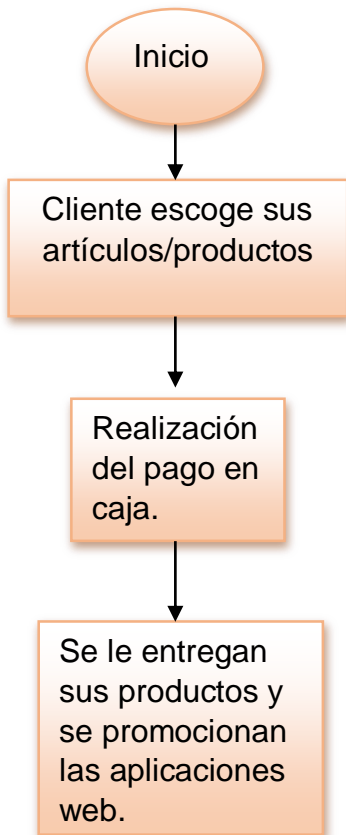 Inicio
Cliente escoge sus
artículos/productos
Realización
del pago en
caja.
Se le entregan
sus productos y
se promocionan
las aplicaciones
web.